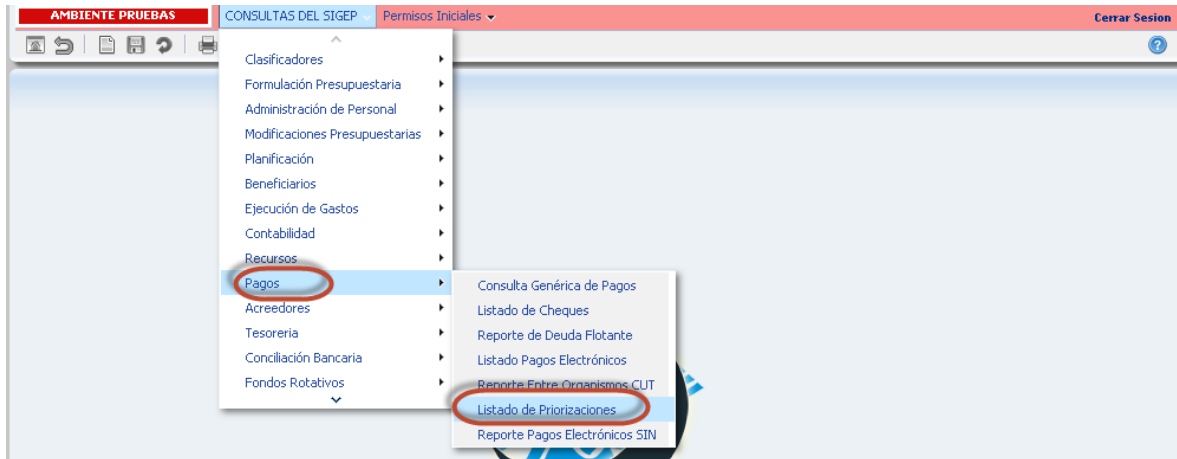 AMBIENTE PRUEBAS
CONSULTAS DEL SIGEP
Permisos Iniciales
Cerrar Sesion
Clasificadores
Formulación Presupuestaria
Administración de Personal
Modificaciones Presupuestarias
Planificación
Beneficiarios
Ejecución de Gastos
Contabilidad
Recursos
Pagos
Acreedores
Tesoreria
Conciliación Bancaria
Fondos Rotativos
Consulta Genérica de Pagos
Listado de Cheques
Reporte de Deuda Flotante
Listado Pagos Electrónicos
Reporte Entre Organismos CUT
Listado de Priorizaciones
Reporte Pagos Electrónicos SIN